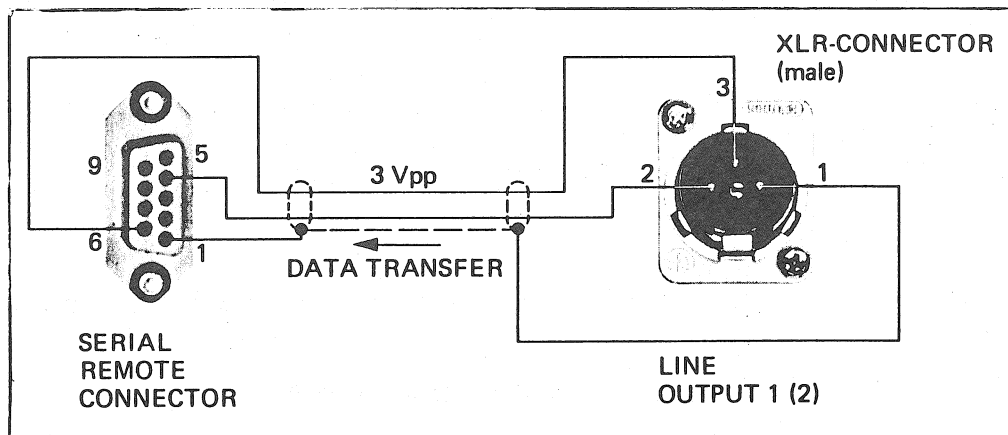 XLR-CONNECTOR
(male)
3
9
5
3 Vpp
2
1
6
1
DATA TRANSFER
SERIAL
REMOTE
CONNECTOR
LINE
OUTPUT 1 (2)